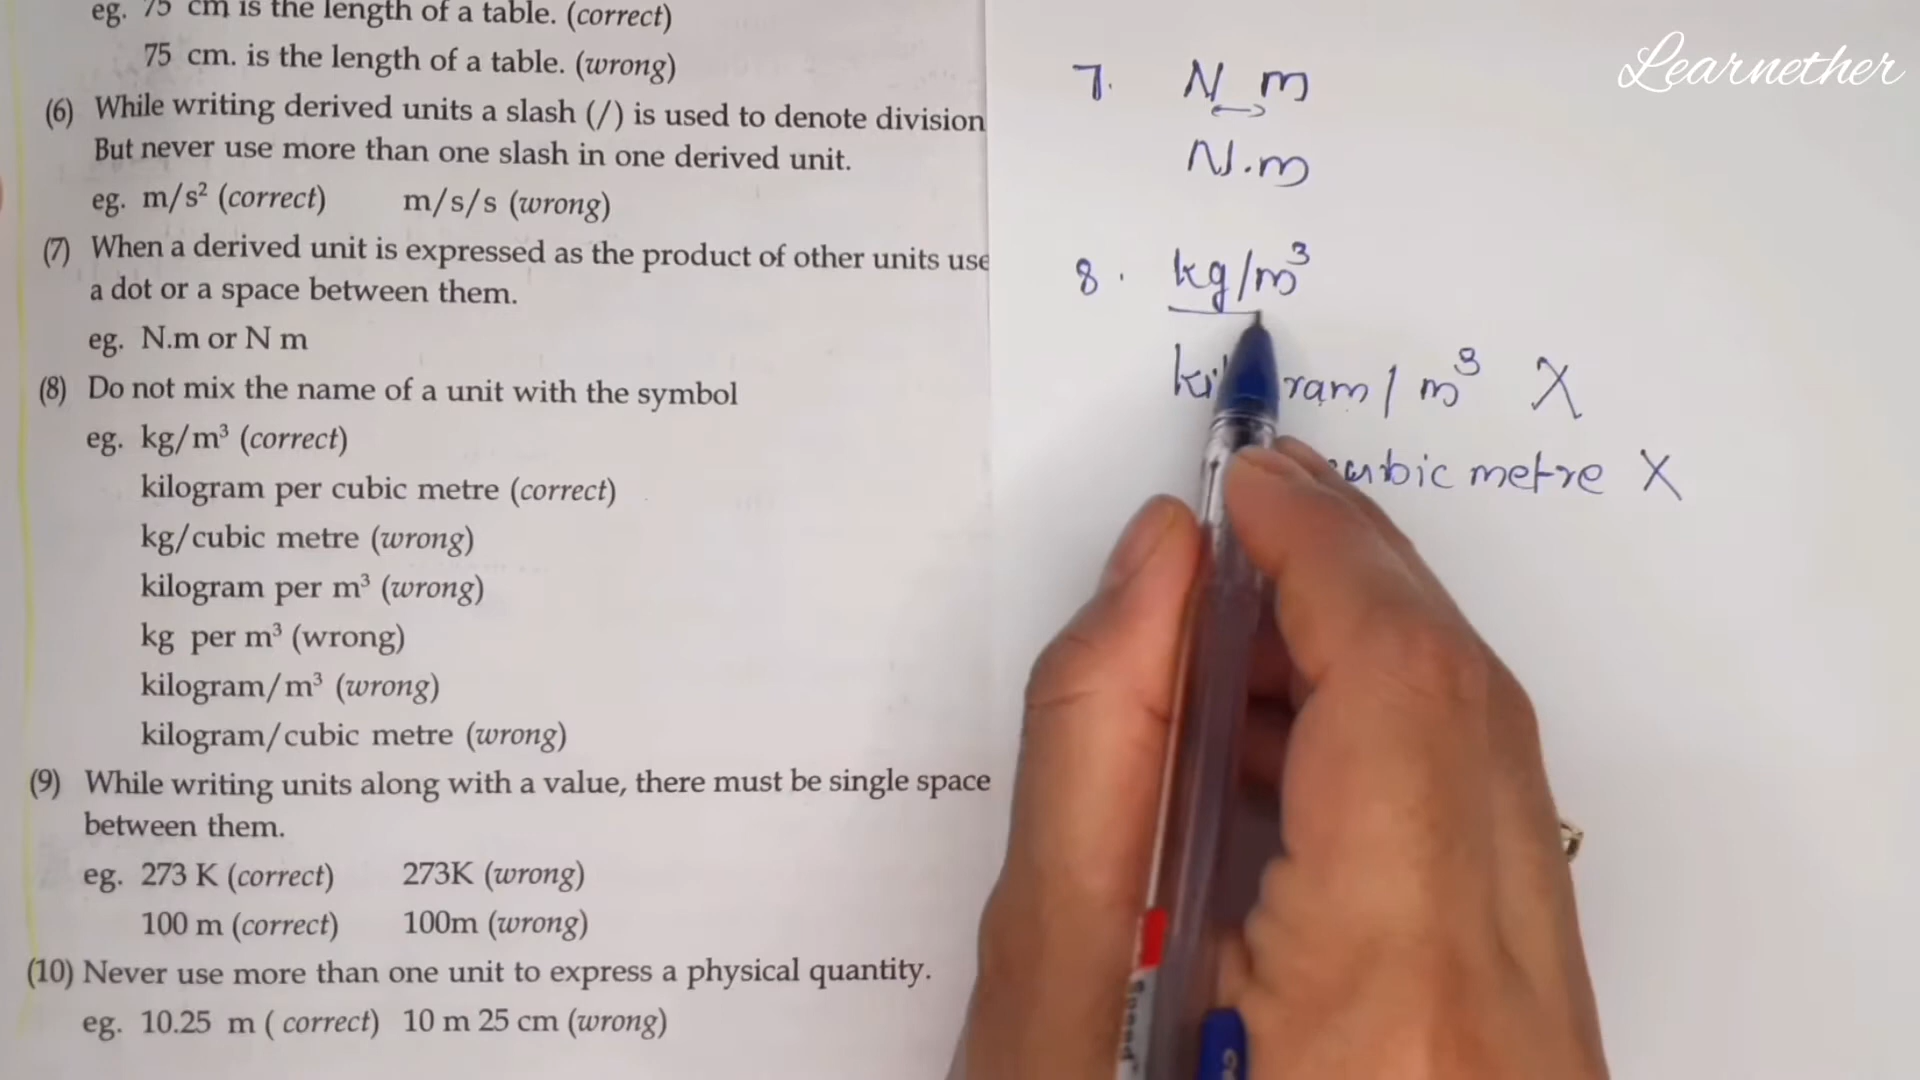 eg. 75 cm is the length of a table. (correct)
75 cm. is the length of a table. (wrong)
(6) While writing derived units a slash (/) is used to denote division
But never use more than one slash in one derived unit.
eg. m/s² (correct) m/s/s (wrong)
(7) When a derived unit is expressed as the product of other units use
a dot or a space between them.
eg. N.m or N m
(8) Do not mix the name of a unit with the symbol
eg. kg/m³ (correct)
kilogram per cubic metre (correct)
kg/cubic metre (wrong)
kilogram per m³ (wrong)
kg per m³ (wrong)
kilogram/m³ (wrong)
kilogram/cubic metre (wrong)
(9) While writing units along with a value, there must be single space
between them.
eg. 273 K (correct) 273K (wrong)
100 m (correct) 100m (wrong)
(10) Never use more than one unit to express a physical quantity.
eg. 10.25 m ( correct) 10 m 25 cm (wrong)
Learnether
7. N m
N.m
8. kg/m³
/ m³ X
cubic metre X